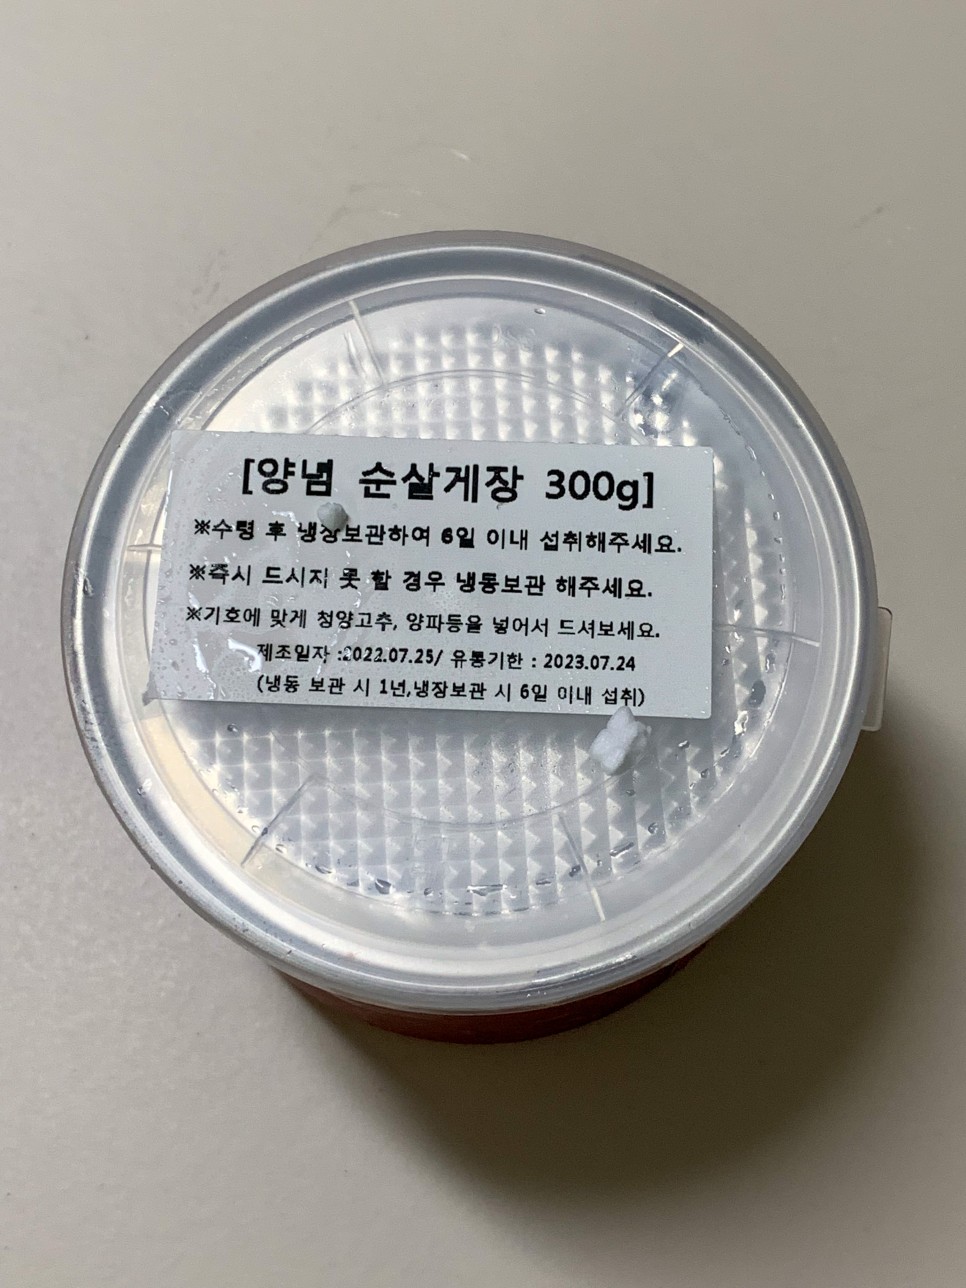 [양념 순살게장 300g]
※수령 후 냉장보관하여 6일 이내 섭취해주세요.
※즉시 드시지 못 할 경우 냉동보관 해주세요.
※기호에 맞게 청양고추, 양파등을 넣어서 드셔보세요.
제조일자 :2022.07.25/ 유통기한 : 2023.07.24
(냉동 보관 시 1년,냉장보관 시 6일 이내 섭취)